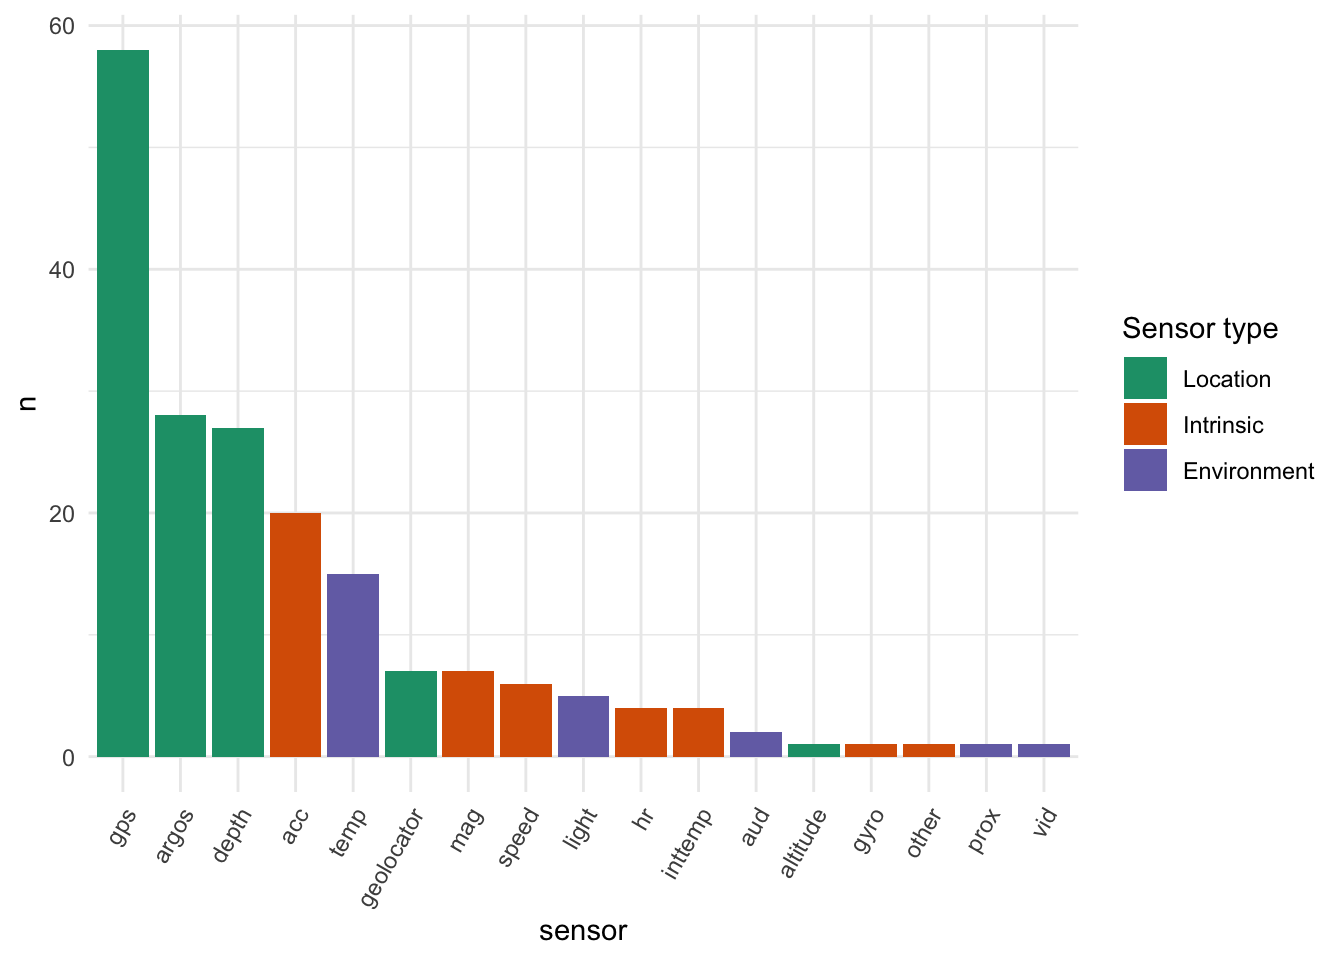 60
40
20
0
n
gps
argos
depth
acc
temp
geolocator
mag
speed
light
hr
inttemp
aud
altitude
gyro
other
prox
vid
sensor
Sensor type
Location
Intrinsic
Environment